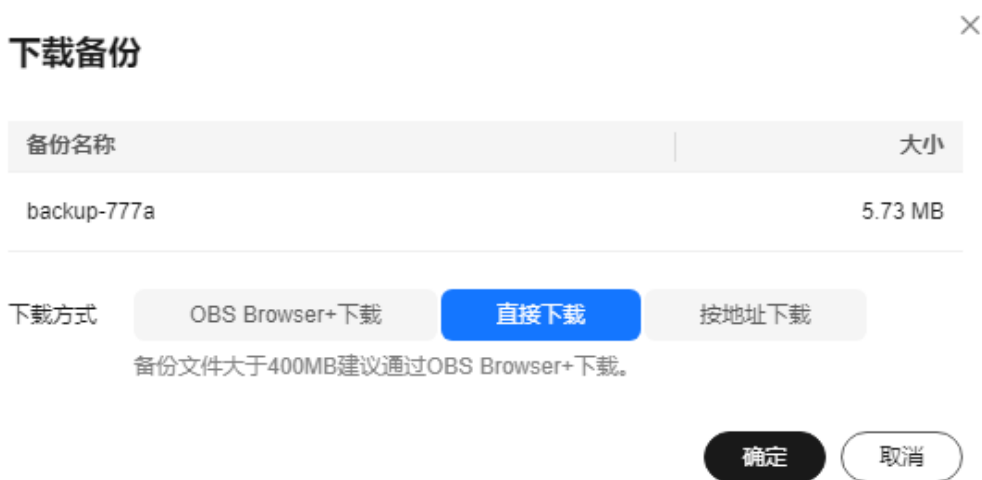 下载备份
备份名称 大小
backup-777a 5.73 MB
下载方式 OBS Browser+下载 直接下载 按地址下载
备份文件大于400MB建议通过OBS Browser+下载。
确定 取消